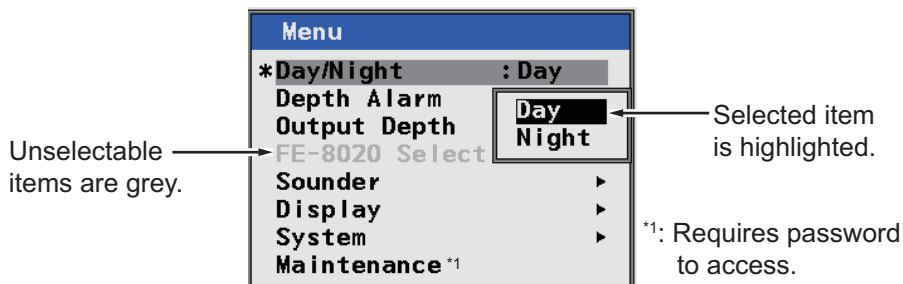 Menu
*Day/Night : Day
Depth Alarm
Output Depth
FE-8020 Select
Sounder ▸
Display ▸
System ▸
Maintenance *1
Day
Night
Unselectable
items are grey.
Selected item
is highlighted.
*1: Requires password
to access.